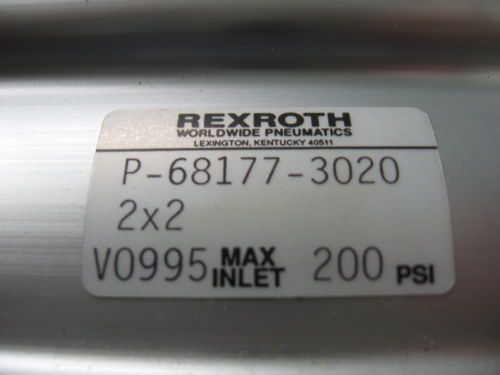 REXROTH
WORLDWIDE PNEUMATICS
LEXINGTON, KENTUCKY 40511
P-68177-3020
2x2
V0995 MAX INLET 200 PSI